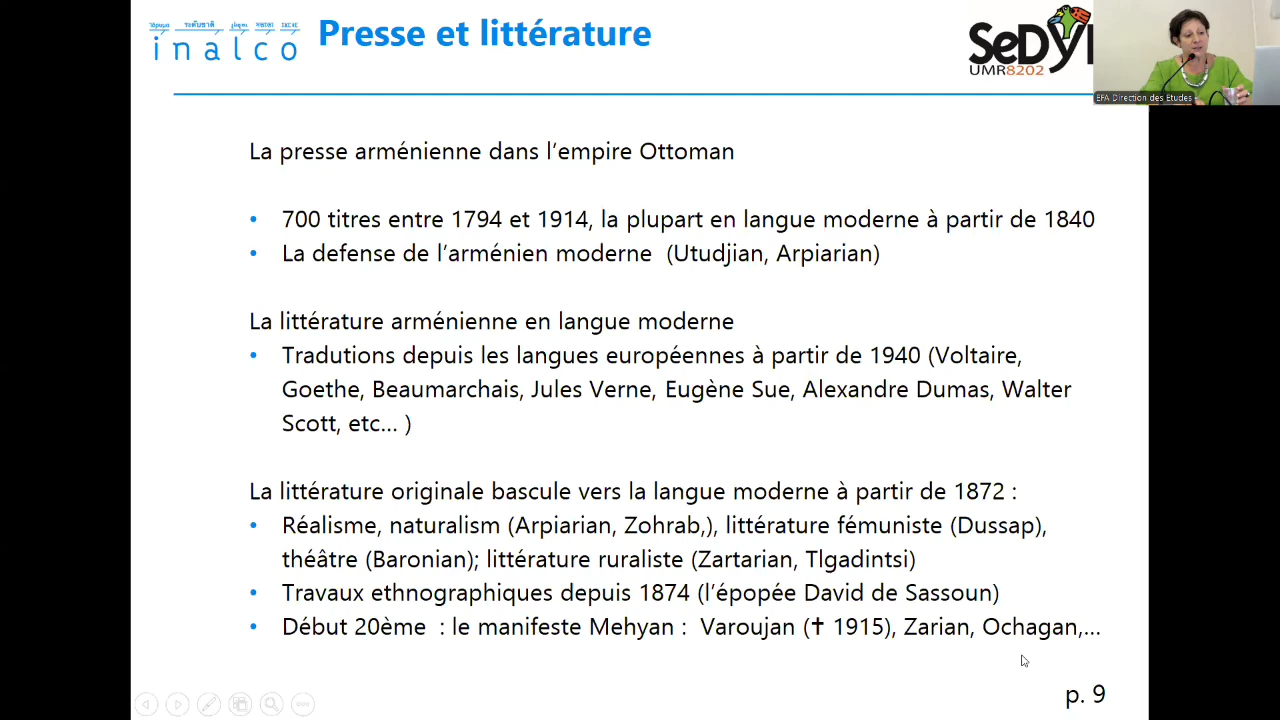 inalco
Presse et littérature
SeDyL
UMR8202
EFA Direction des Etudes
La presse arménienne dans l’empire Ottoman
• 700 titres entre 1794 et 1914, la plupart en langue moderne à partir de 1840
• La defense de l’arménien moderne (Utudjian, Arpiarian)
La littérature arménienne en langue moderne
• Tradutions depuis les langues européennes à partir de 1940 (Voltaire,
Goethe, Beaumarchais, Jules Verne, Eugène Sue, Alexandre Dumas, Walter
Scott, etc... )
La littérature originale bascule vers la langue moderne à partir de 1872 :
• Réalisme, naturalism (Arpiarian, Zohrab,), littérature fémuniste (Dussap),
théâtre (Baronian); littérature ruraliste (Zartarian, Tlgadintsi)
• Travaux ethnographiques depuis 1874 (l’épopée David de Sassoun)
• Début 20ème : le manifeste Mehyan : Varoujan (✝ 1915), Zarian, Ochagan,...
p. 9